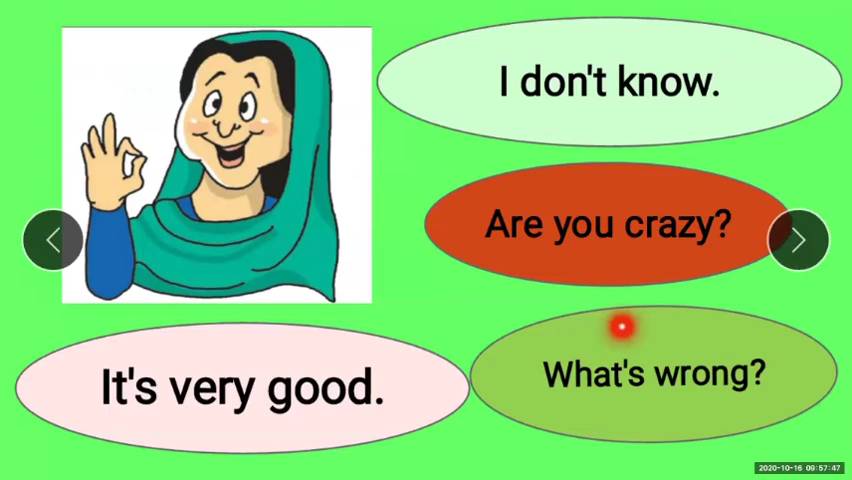 I don't know.
Are you crazy?
It's very good.
What's wrong?
2020-10-16 09:57:47